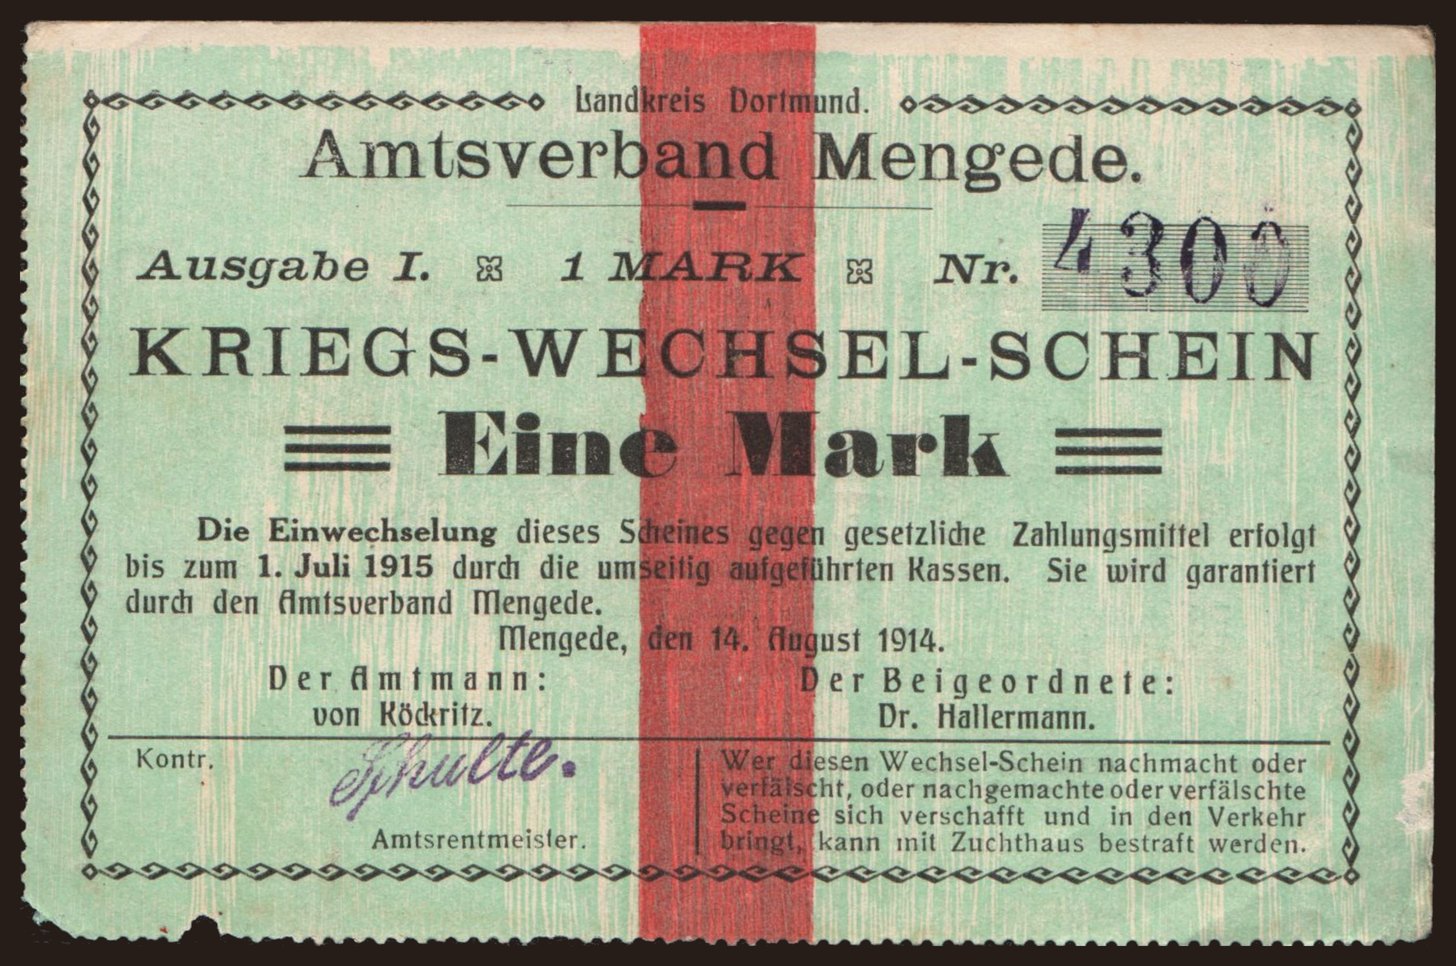 Landkreis Dortmund.
Amtsverband Mengede.
Ausgabe I. 1 MARK Nr. 4300
KRIEGS-WECHSEL-SCHEIN
Eine Mark
Die Einwechselung dieses Scheines gegen gesetzliche Zahlungsmittel erfolgt
bis zum 1. Juli 1915 durch die umseitig aufgeführten Kassen. Sie wird garantiert
durch den Amtsverband Mengede.
Mengede, den 14. August 1914.
Der Amtmann:
von Köckritz.
Der Beigeordnete:
Dr. Hallermann.
Kontr.
Schulte.
Amtsrentmeister.
Wer diesen Wechsel-Schein nachmacht oder
verfälscht, oder nachgemachte oder verfälschte
Scheine sich verschafft und in den Verkehr
bringt, kann mit Zuchthaus bestraft werden.